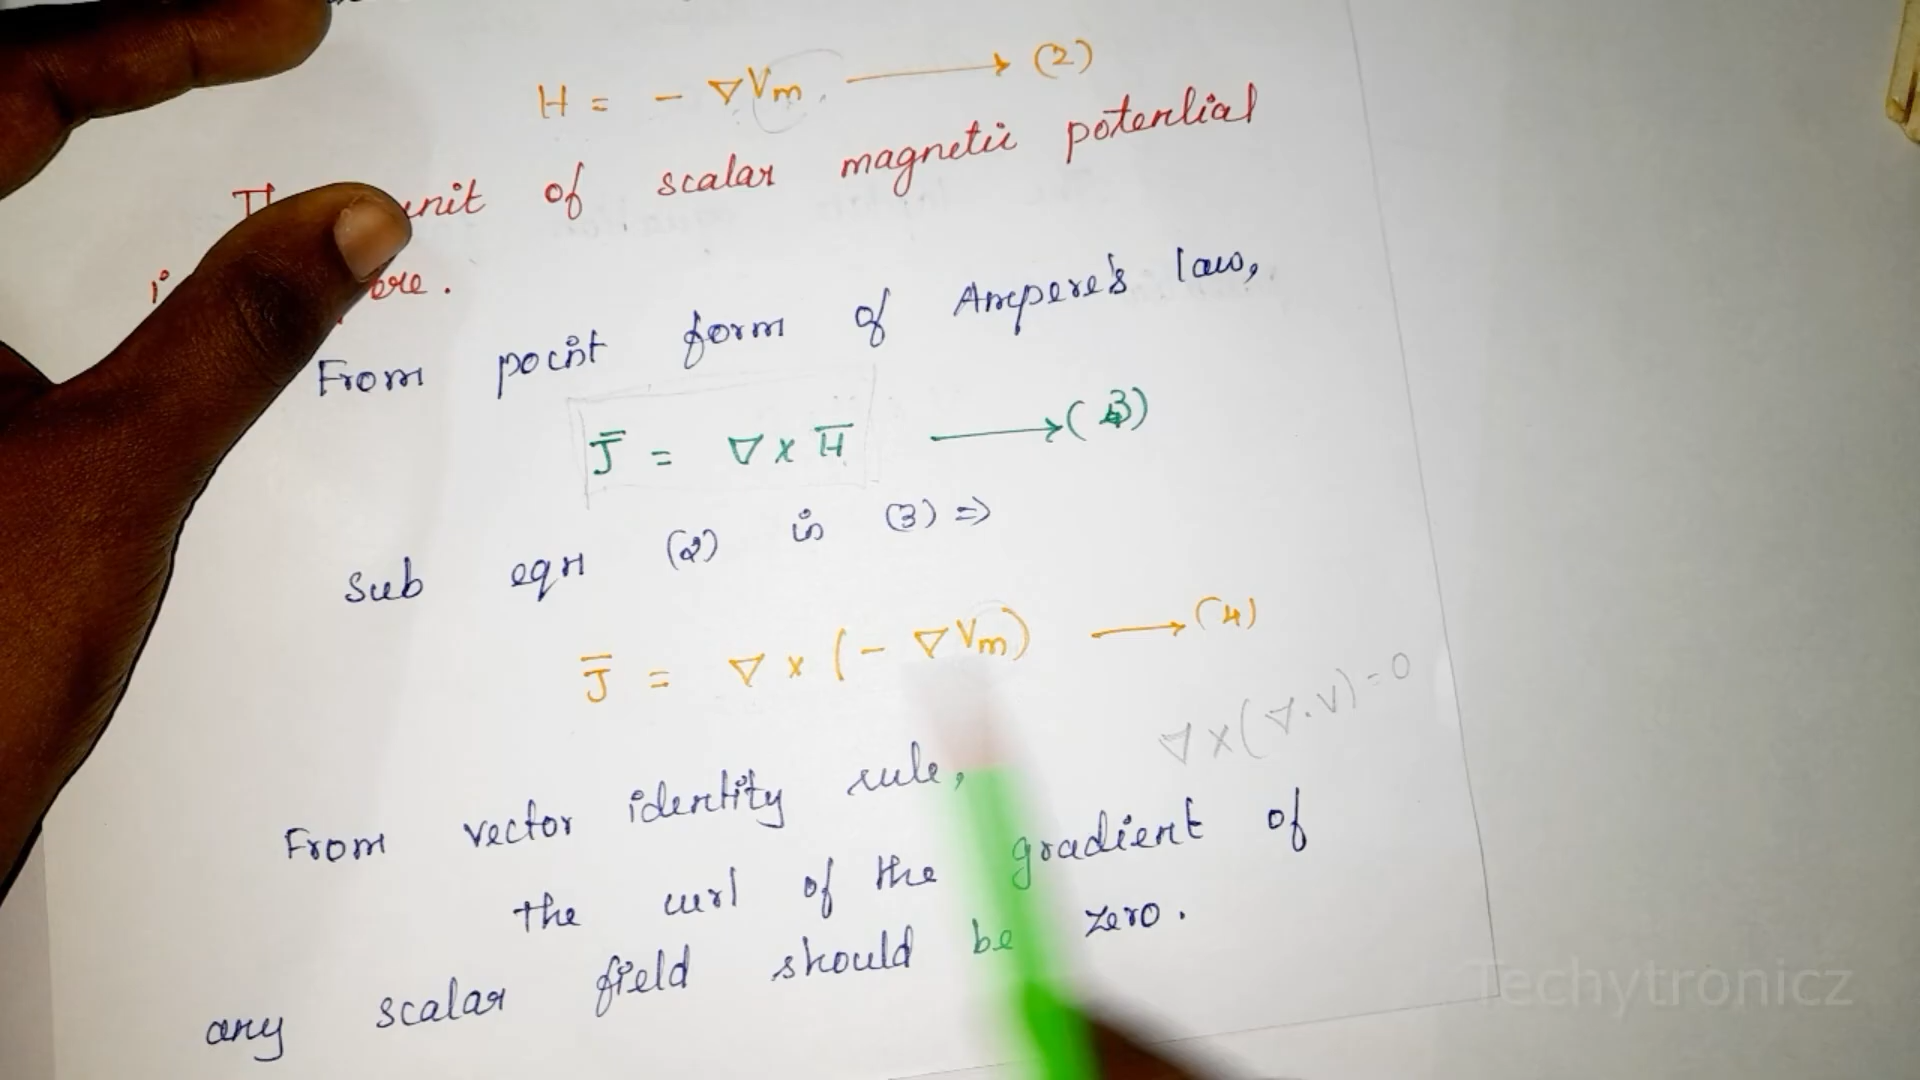 H = - ∇Vm ⟶ (2)
unit of scalar magnetic potential
From point form of Ampere's law,
J̅ = ∇ × H̅ ⟶ (3)
Sub eqn (2) in (3) ⇒
J̅ = ∇ × (- ∇Vm) ⟶ (4)
∇ × (∇.V) = 0
From vector identity rule,
the curl of the gradient of
any scalar field should be zero.
Techytronicz